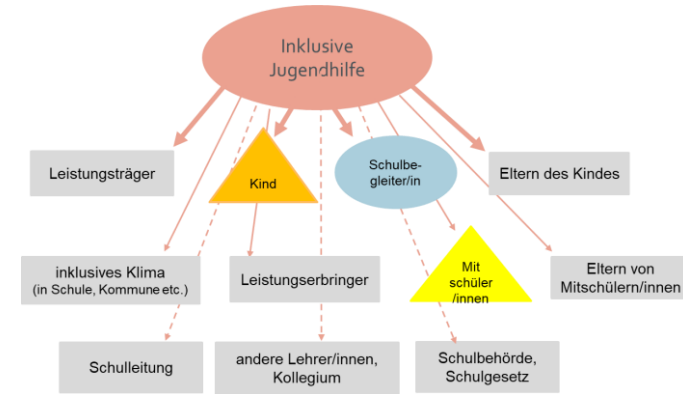 Inklusive
Jugendhilfe
Leistungsträger
Kind
Schulbe-
gleiter/in
Eltern des Kindes
inklusives Klima
(in Schule, Kommune etc.)
Leistungserbringer
Mit
schüler
/innen
Eltern von
Mitschülern/innen
Schulleitung
andere Lehrer/innen,
Kollegium
Schulbehörde,
Schulgesetz